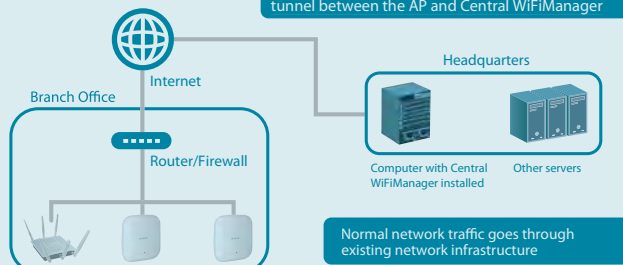 tunnel between the AP and Central WiFiManager
Internet
Headquarters
Branch Office
Router/Firewall
Computer with Central
WiFiManager installed
Other servers
Normal network traffic goes through
existing network infrastructure